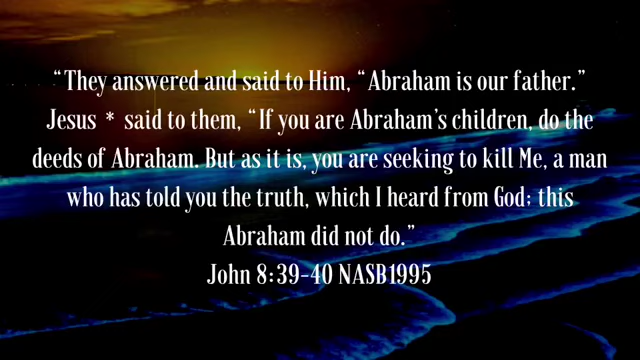 “They answered and said to Him, “Abraham is our father.”
Jesus * said to them, “If you are Abraham’s children, do the
deeds of Abraham. But as it is, you are seeking to kill Me, a man
who has told you the truth, which I heard from God; this
Abraham did not do.”
John 8:39-40 NASB1995